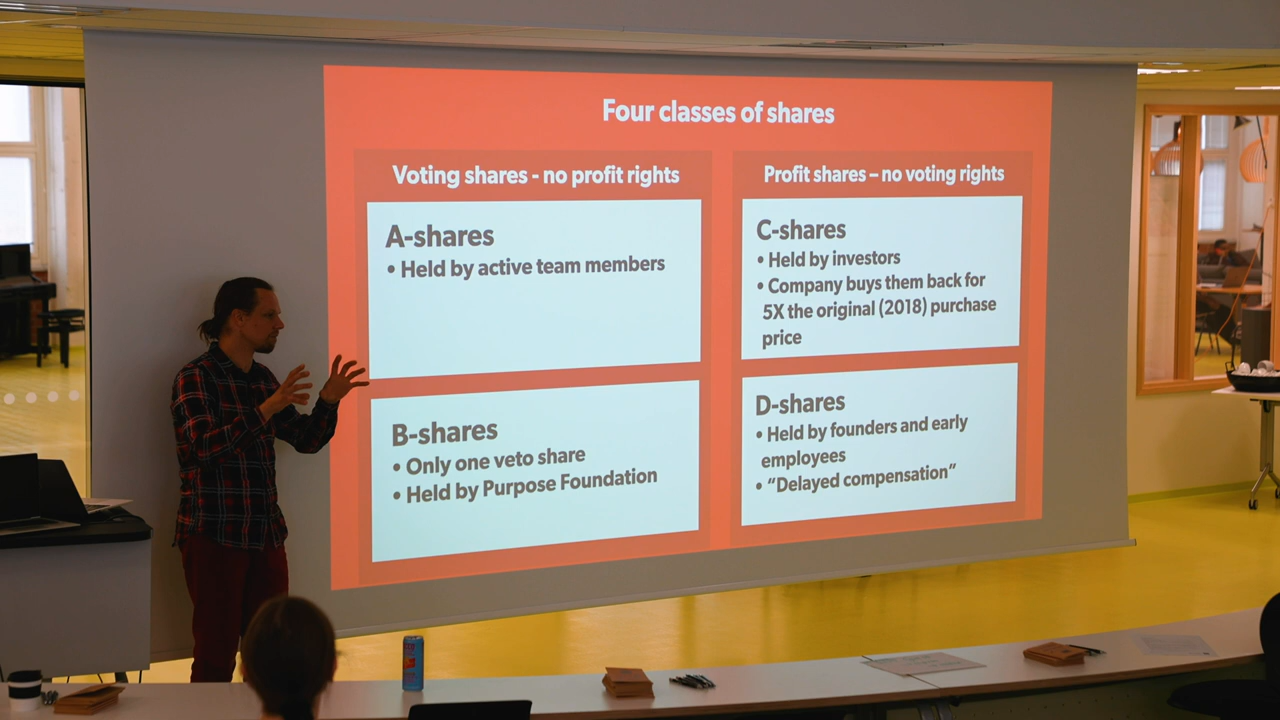 Four classes of shares
Voting shares - no profit rights
A-shares
• Held by active team members
B-shares
• Only one veto share
• Held by Purpose Foundation
Profit shares – no voting rights
C-shares
• Held by investors
• Company buys them back for
5X the original (2018) purchase
price
D-shares
• Held by founders and early
employees
• “Delayed compensation”